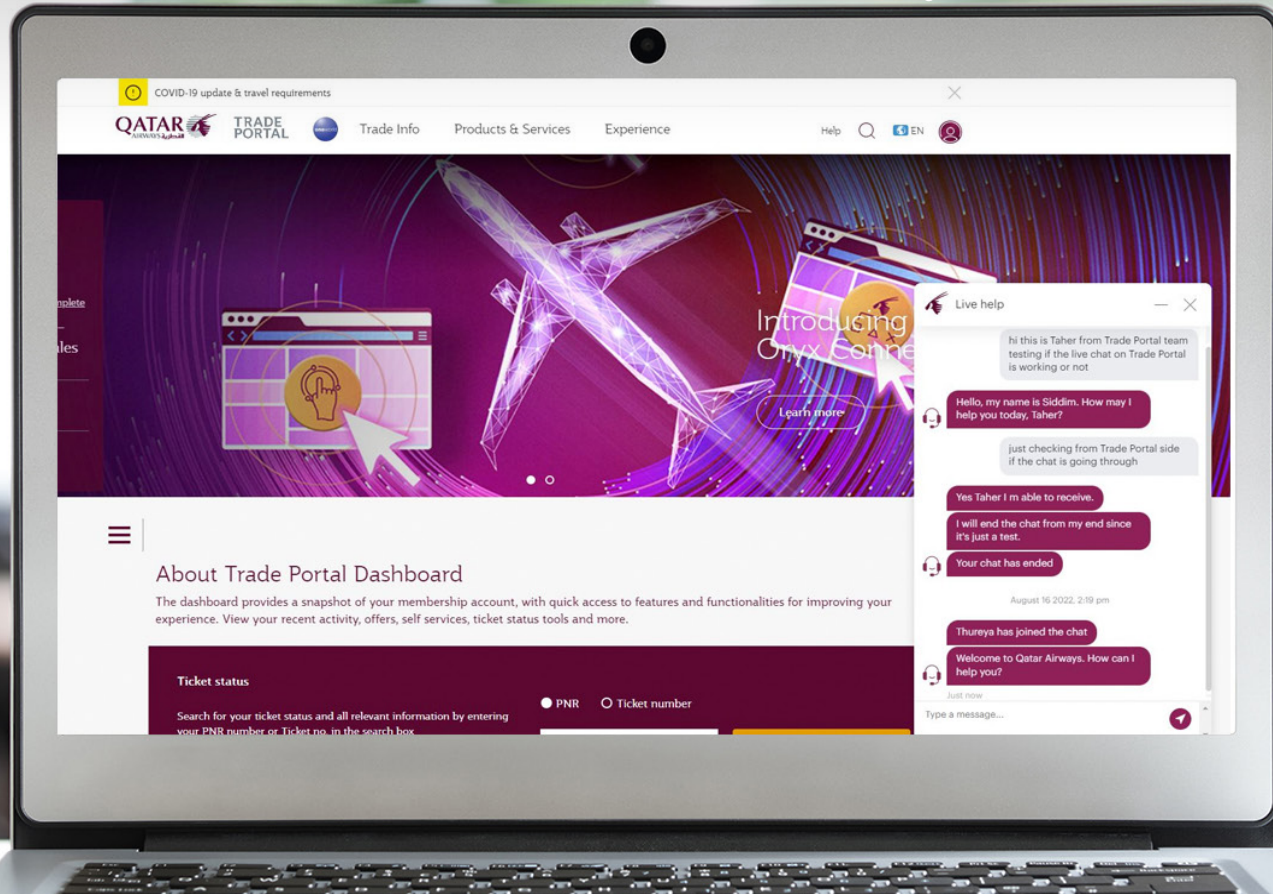 COVID-19 update & travel requirements
QATAR
AIRWAYS القطرية
TRADE
PORTAL
oneworld
Trade Info
Products & Services
Experience
Help
EN
Introducing
Oryx Conne
Learn more
Live help
hi this is Taher from Trade Portal team
testing if the live chat on Trade Portal
is working or not
Hello, my name is Siddim. How may I
help you today, Taher?
just checking from Trade Portal side
if the chat is going through
Yes Taher I m able to receive.
I will end the chat from my end since
it's just a test.
Your chat has ended
August 16 2022, 2:19 pm
Thureya has joined the chat
Welcome to Qatar Airways. How can I
help you?
Just now
Type a message...
About Trade Portal Dashboard
The dashboard provides a snapshot of your membership account, with quick access to features and functionalities for improving your
experience. View your recent activity, offers, self services, ticket status tools and more.
Ticket status
Search for your ticket status and all relevant information by entering
your PNR number or Ticket no. in the search box
PNR
Ticket number